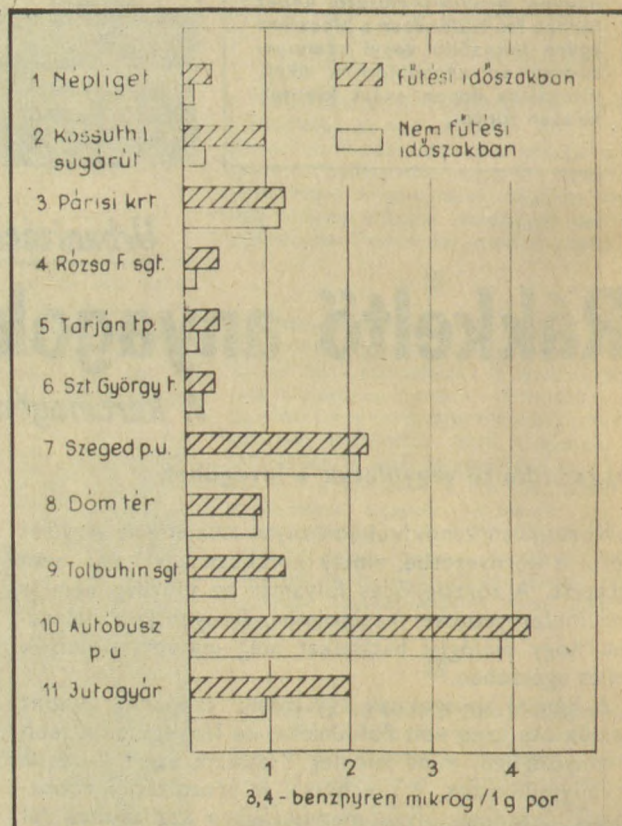 1 Népliget
fűtési időszakban
2 Kossuth l
sugárút
Nem fűtési
időszakban
3 Párisi krt
4 Rózsa F sgt.
5 Tarján tp.
6 Szt. György t.
7 Szeged p.u.
8 Dóm tér
9 Tolbuhin sgt
10 Autóbusz
p u
11 Jutagyár
1 2 3 4
3,4 - benzpyren mikrog / 1g por